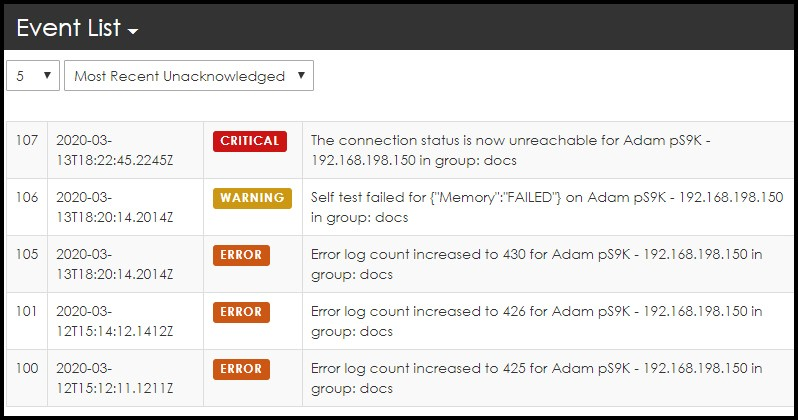 Event List
5 Most Recent Unacknowledged
107 2020-03- CRITICAL The connection status is now unreachable for Adam pS9K -
13T18:22:45.2245Z 192.168.198.150 in group: docs
106 2020-03- WARNING Self test failed for {"Memory":"FAILED"} on Adam pS9K - 192.168.198.150
13T18:20:14.2014Z in group: docs
105 2020-03- ERROR Error log count increased to 430 for Adam pS9K - 192.168.198.150 in
13T18:20:14.2014Z group: docs
101 2020-03- ERROR Error log count increased to 426 for Adam pS9K - 192.168.198.150 in
12T15:14:12.1412Z group: docs
100 2020-03- ERROR Error log count increased to 425 for Adam pS9K - 192.168.198.150 in
12T15:12:11.1211Z group: docs